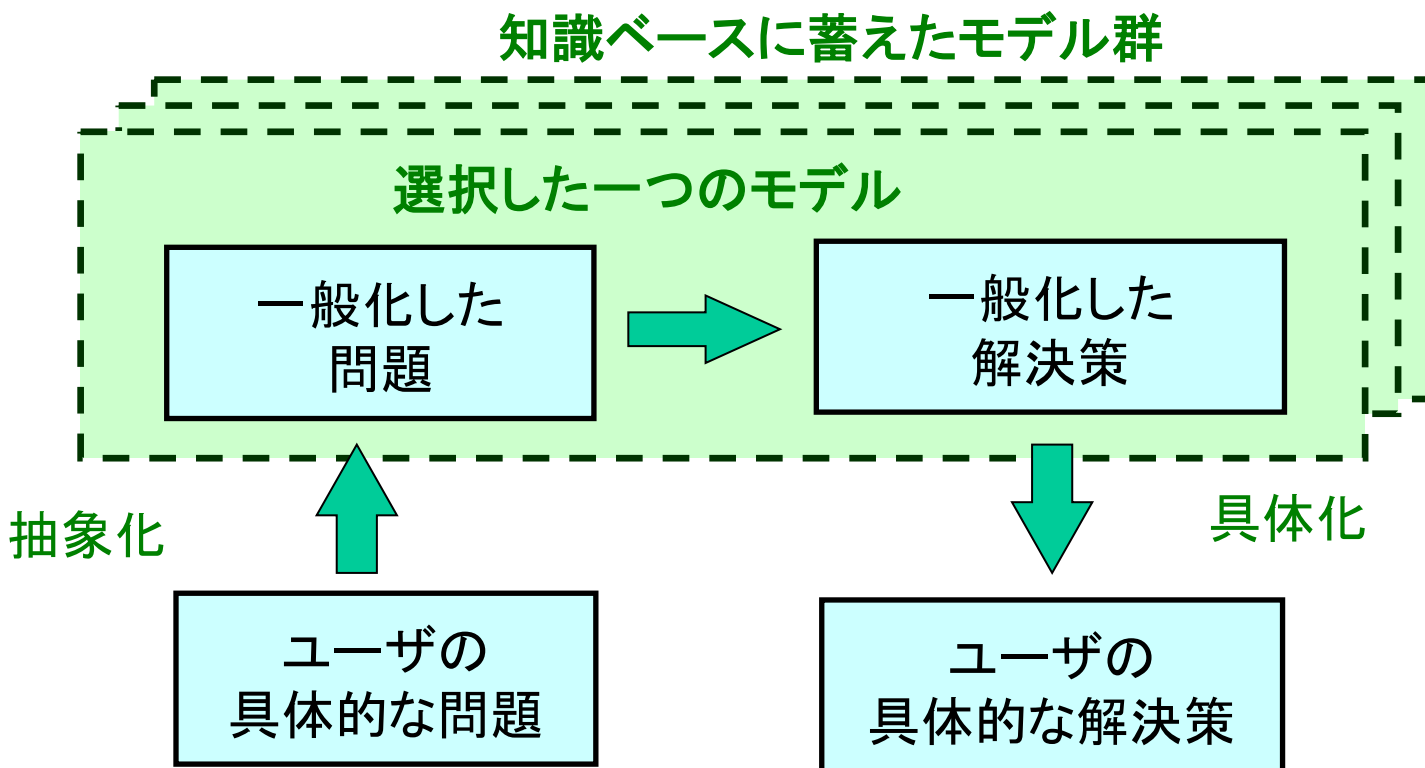 知識ベースに蓄えたモデル群
選択した一つのモデル
一般化した
問題
一般化した
解決策
抽象化
具体化
ユーザの
具体的な問題
ユーザの
具体的な解決策